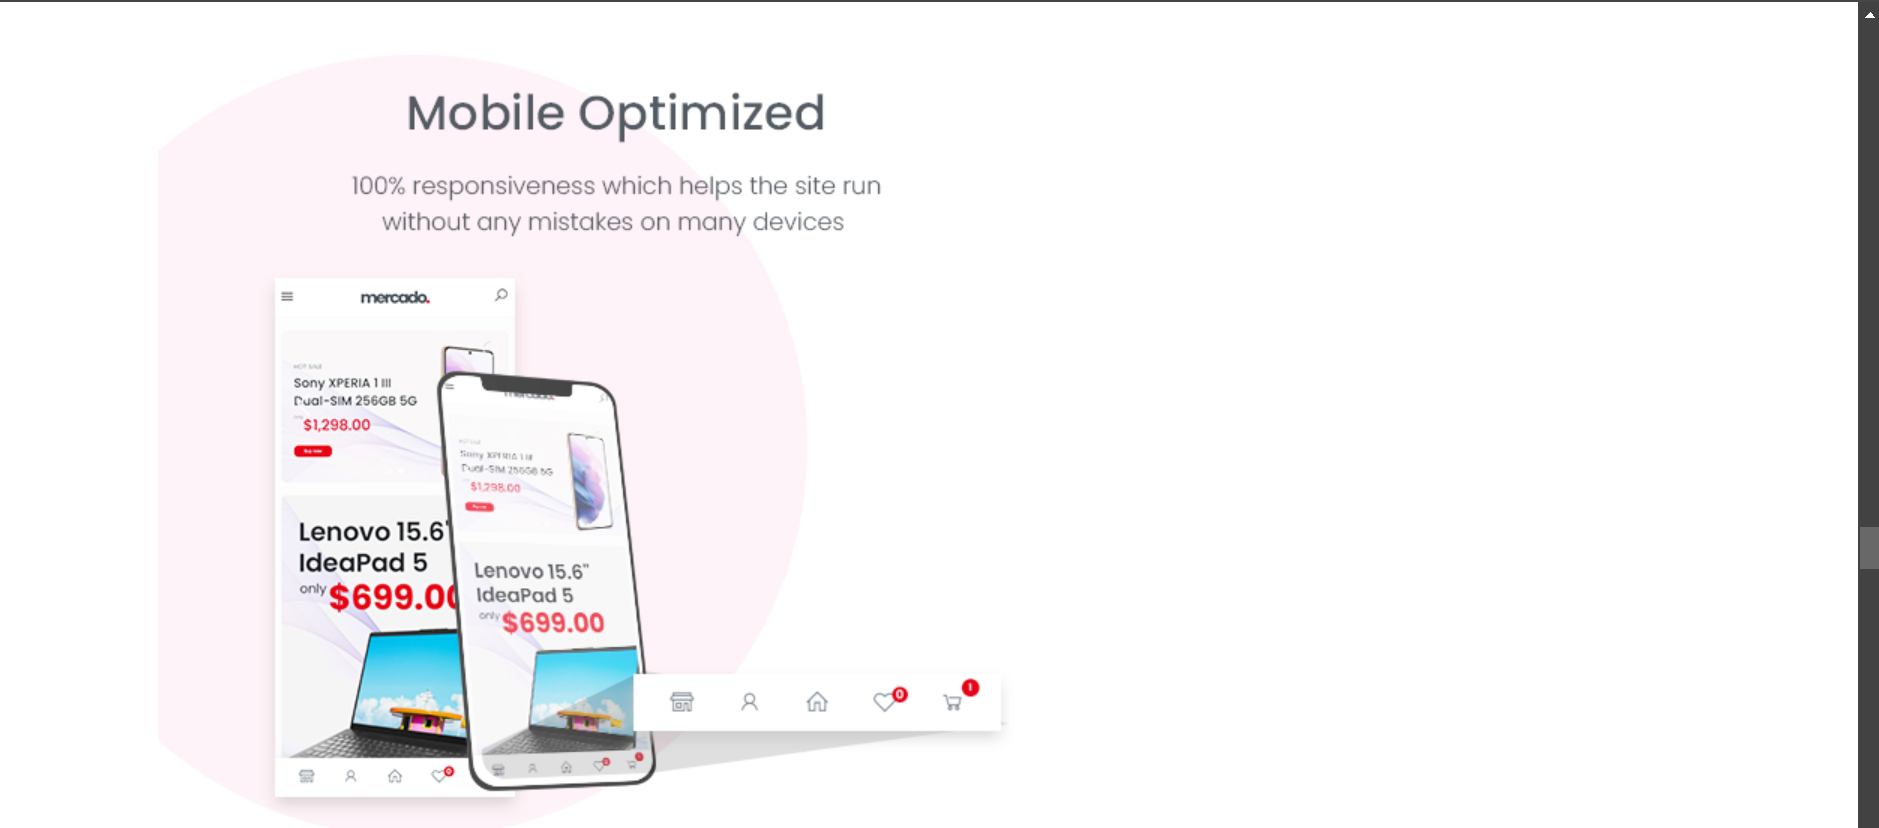 Mobile Optimized
100% responsiveness which helps the site run
without any mistakes on many devices
mercado.
HOT SALE
Sony XPERIA 1 III
Dual-SIM 256GB 5G
$1,298.00
Buy now
Lenovo 15.6"
IdeaPad 5
only $699.00
0
mercado.
HOT SALE
Sony XPERIA 1 III
Dual-SIM 256GB 5G
$1,298.00
Lenovo 15.6"
IdeaPad 5
only $699.00
0 1